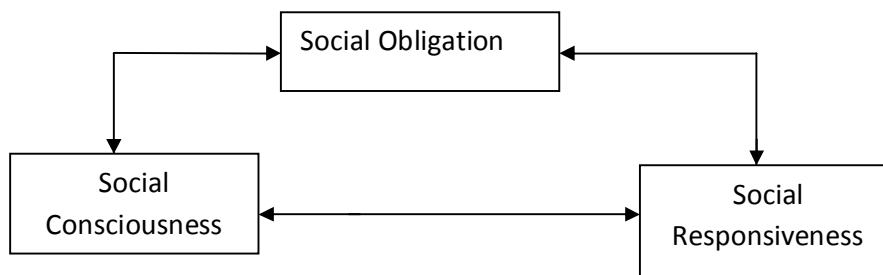 Social Obligation
Social
Consciousness
Social
Responsiveness